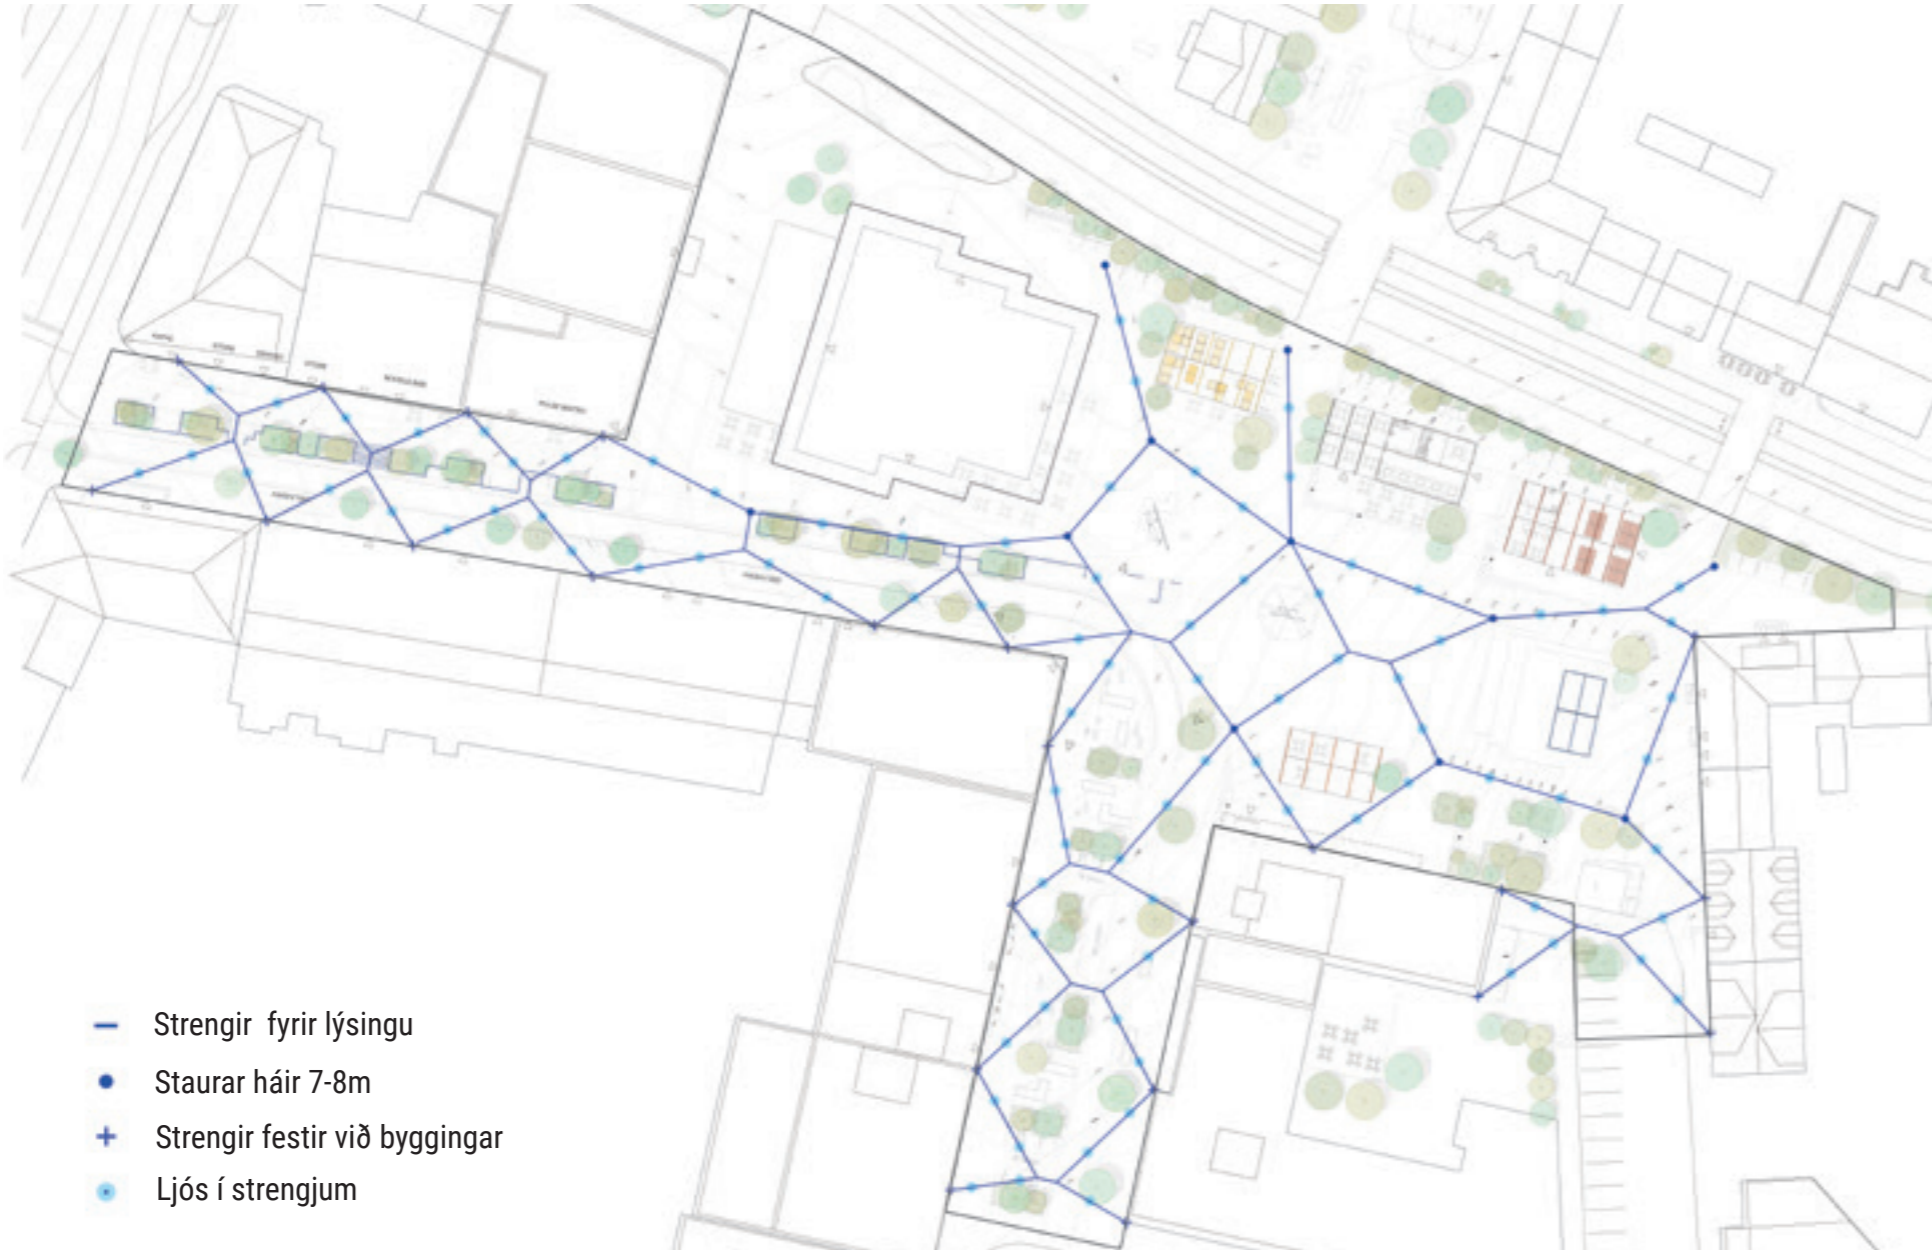 Strengir fyrir lýsingu
Staurar háir 7-8m
Strengir festir við byggingar
Ljós í strengjum